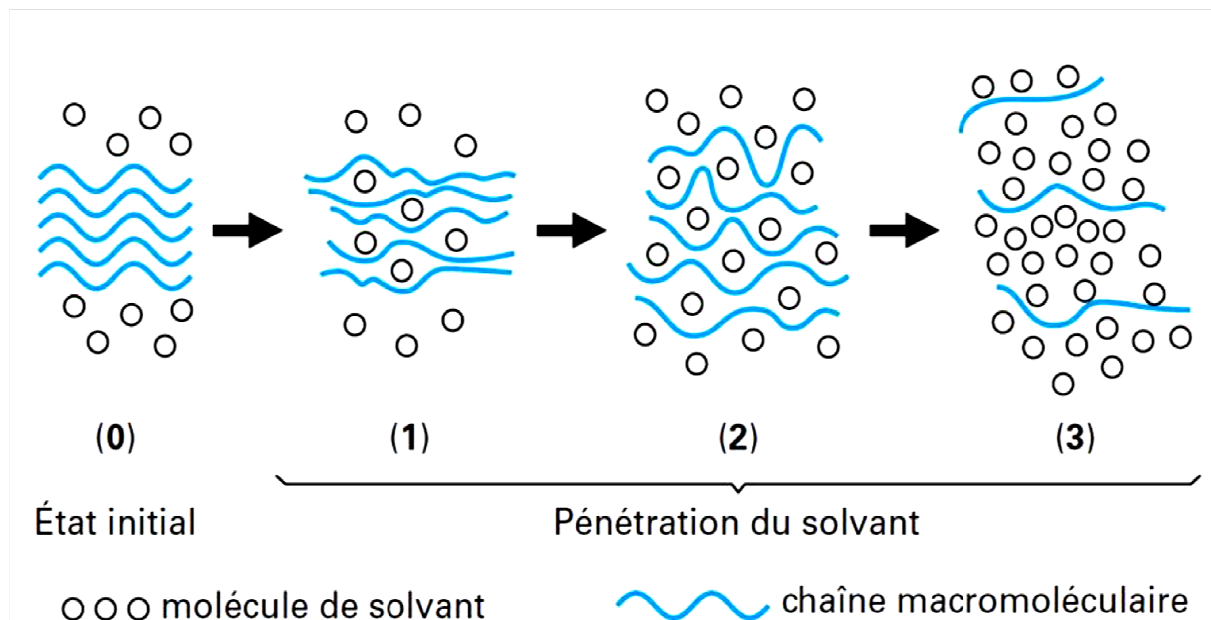 (0) (1) (2) (3)
État initial Pénétration du solvant
molécule de solvant chaîne macromoléculaire